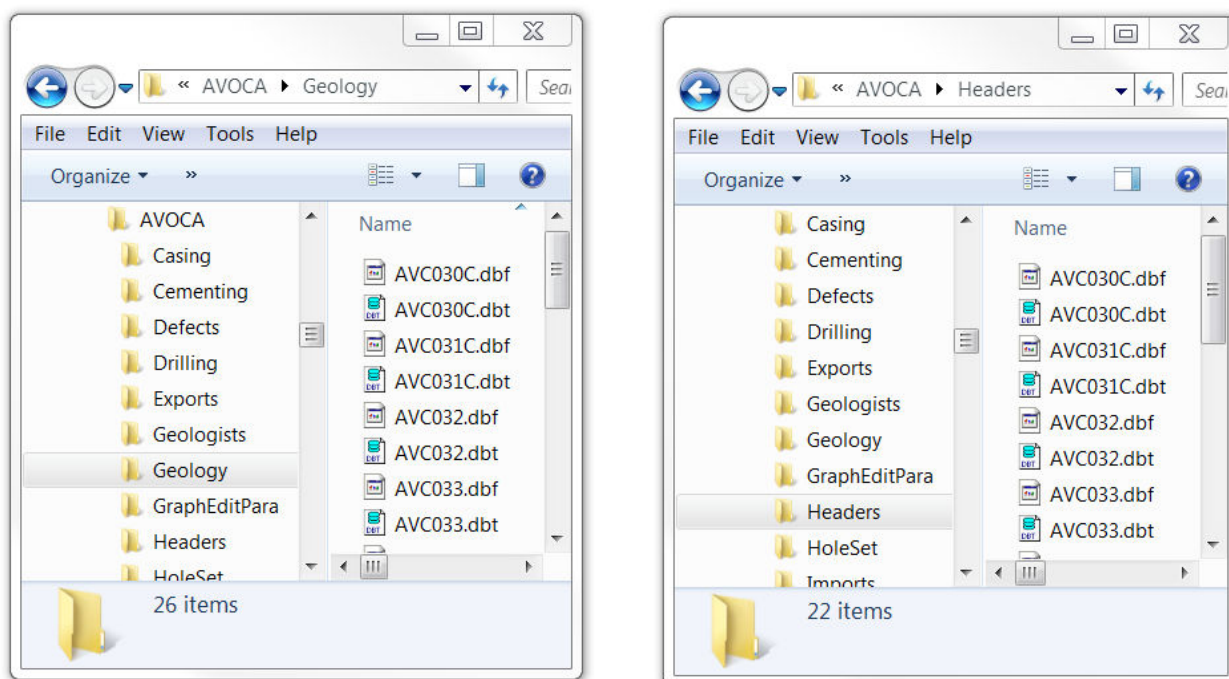 « AVOCA Geology
File Edit View Tools Help
Organize »
AVOCA
Casing
Cementing
Defects
Drilling
Exports
Geologists
Geology
GraphEditPara
Headers
HoleSet
Name
AVC030C.dbf
AVC030C.dbt
AVC031C.dbf
AVC031C.dbt
AVC032.dbf
AVC032.dbt
AVC033.dbf
AVC033.dbt
26 items
« AVOCA Headers
File Edit View Tools Help
Organize »
Casing
Cementing
Defects
Drilling
Exports
Geologists
Geology
GraphEditPara
Headers
HoleSet
Imports
Name
AVC030C.dbf
AVC030C.dbt
AVC031C.dbf
AVC031C.dbt
AVC032.dbf
AVC032.dbt
AVC033.dbf
AVC033.dbt
22 items